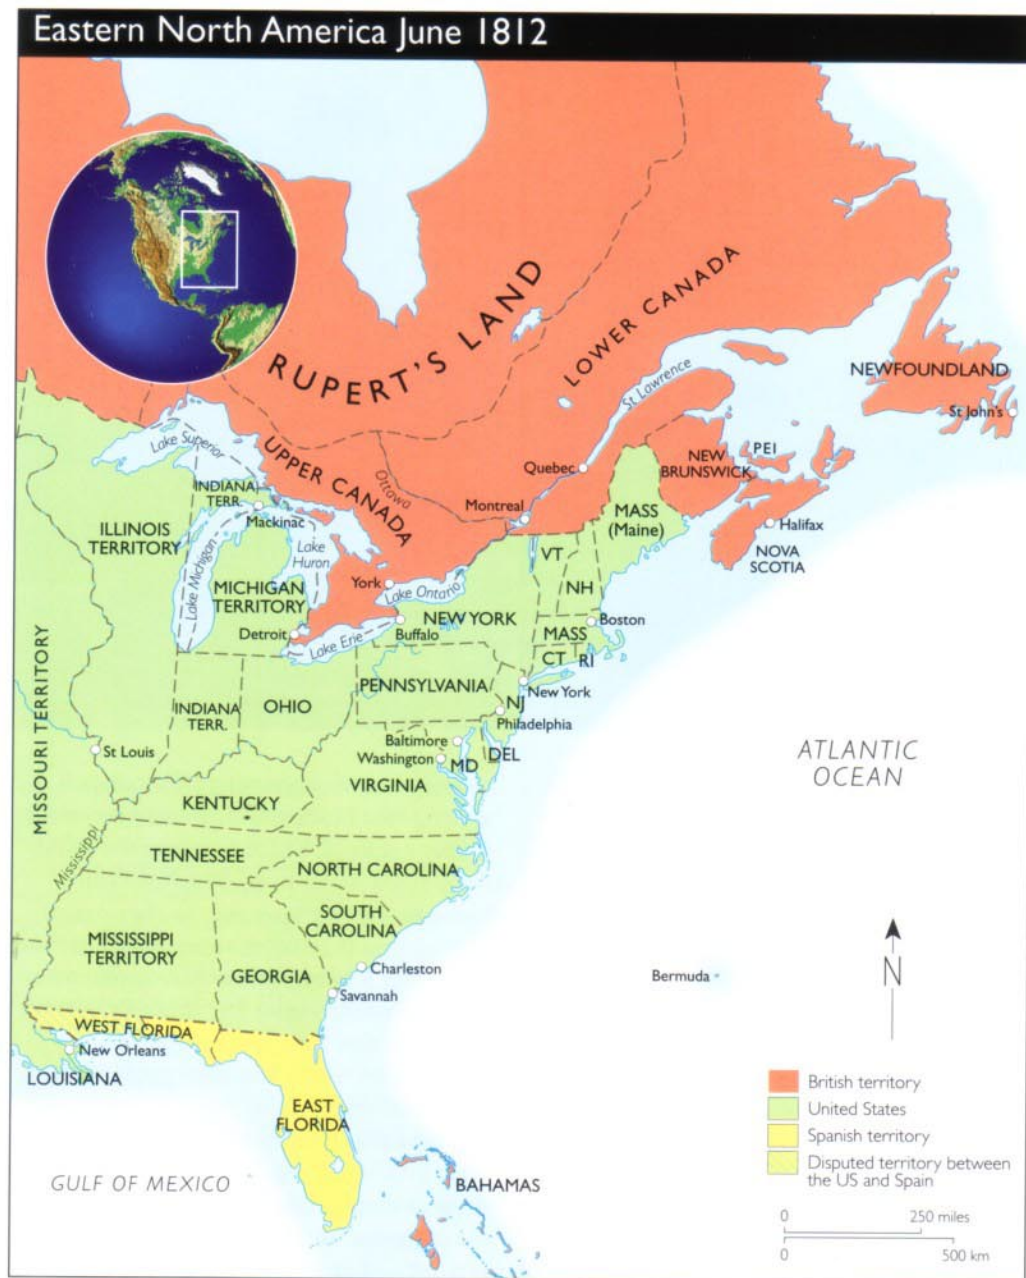 Eastern North America June 1812
RUPERT'S LAND
LOWER CANADA
St Lawrence
NEWFOUNDLAND
St John's
Lake Superior
UPPER CANADA
Ottawa
Quebec
NEW
BRUNSWICK
PEI
INDIANA
TERR.
Mackinac
Montreal
MASS
(Maine)
Halifax
NOVA
SCOTIA
ILLINOIS
TERRITORY
Lake Michigan
Lake
Huron
MICHIGAN
TERRITORY
York
Lake Ontario
VT
NH
Detroit
Lake Erie
Buffalo
NEW YORK
MASS
Boston
CT
RI
MISSOURI TERRITORY
INDIANA
TERR.
OHIO
PENNSYLVANIA
New York
NJ
Philadelphia
St Louis
Baltimore
Washington
MD
DEL
VIRGINIA
ATLANTIC
OCEAN
KENTUCKY
Mississippi
TENNESSEE
NORTH CAROLINA
SOUTH
CAROLINA
MISSISSIPPI
TERRITORY
GEORGIA
Charleston
Savannah
Bermuda
N
WEST FLORIDA
New Orleans
LOUISIANA
EAST
FLORIDA
GULF OF MEXICO
BAHAMAS
British territory
United States
Spanish territory
Disputed territory between
the US and Spain
0 250 miles
0 500 km